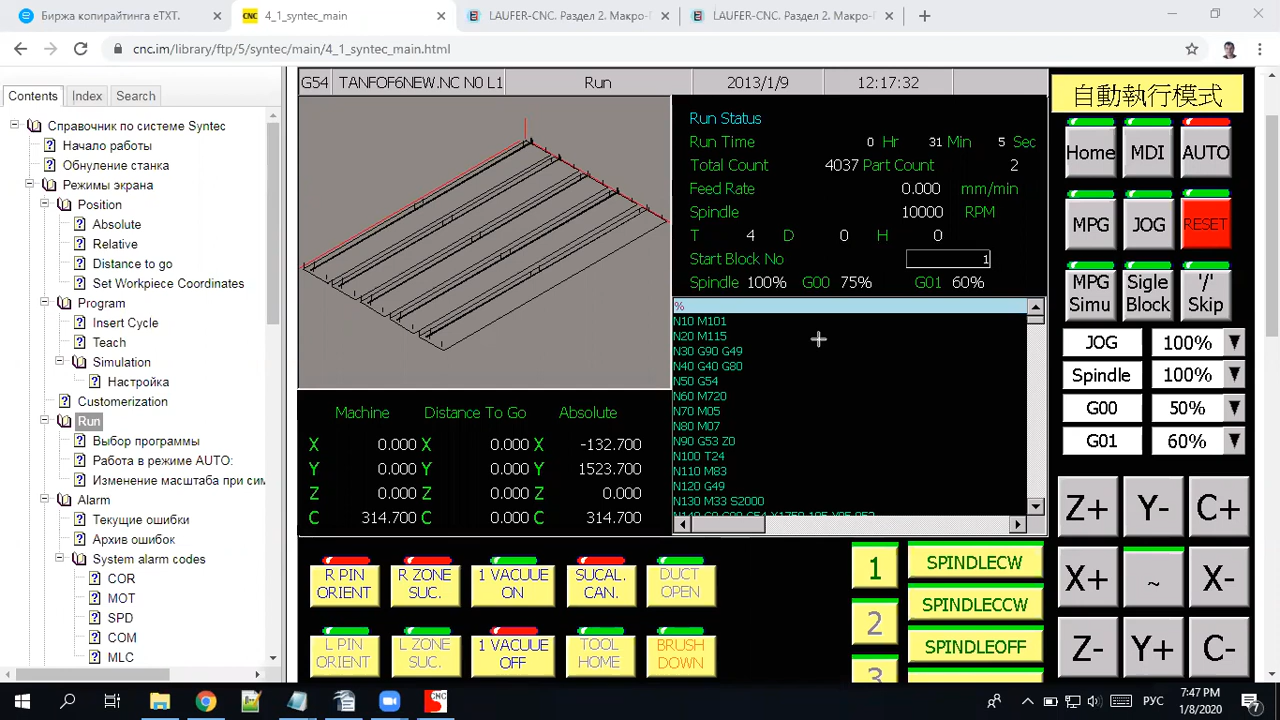 Биржа копирайтинга eTXT.
4_1_syntec_main
LAUFER-CNC. Раздел 2. Макро-
LAUFER-CNC. Раздел 2. Макро-
cnc.im/library/ftp/5/syntec/main/4_1_syntec_main.html
Contents
Index
Search
Справочник по системе Syntec
Начало работы
Обнуление станка
Режимы экрана
Position
Absolute
Relative
Distance to go
Set Workpiece Coordinates
Program
Insert Cycle
Teach
Simulation
Настройка
Customerization
Run
Выбор программы
Работа в режиме AUTO:
Изменение масштаба при сим
Alarm
Текущие ошибки
Архив ошибок
System alarm codes
COR
MOT
SPD
COM
MLC
G54 TANFOF6NEW.NC N0 L1
Run
2013/1/9
12:17:32
Run Status
Run Time 0 Hr 31 Min 5 Sec
Total Count 4037 Part Count 2
Feed Rate 0.000 mm/min
Spindle 10000 RPM
T 4 D 0 H 0
Start Block No 1
Spindle 100% G00 75% G01 60%
%
N10 M101
N20 M115
N30 G90 G49
N40 G40 G80
N50 G54
N60 M720
N70 M05
N80 M07
N90 G53 Z0
N100 T24
N110 M83
N120 G49
N130 M33 S2000
Machine Distance To Go Absolute
X 0.000 X 0.000 X -132.700
Y 0.000 Y 0.000 Y 1523.700
Z 0.000 Z 0.000 Z 0.000
C 314.700 C 0.000 C 314.700
R PIN
ORIENT
R ZONE
SUC.
1 VACUUE
ON
SUCAL.
CAN.
DUCT
OPEN
L PIN
ORIENT
L ZONE
SUC.
1 VACUUE
OFF
TOOL
HOME
BRUSH
DOWN
1
2
3
SPINDLECW
SPINDLECCW
SPINDLEOFF
自動執行模式
Home
MDI
AUTO
MPG
JOG
RESET
MPG
Simu
Sigle
Block
'/'
Skip
JOG 100%
Spindle 100%
G00 50%
G01 60%
Z+
Y-
C+
X+
~
X-
Z-
Y+
C-
РУС
7:47 PM
1/8/2020
7